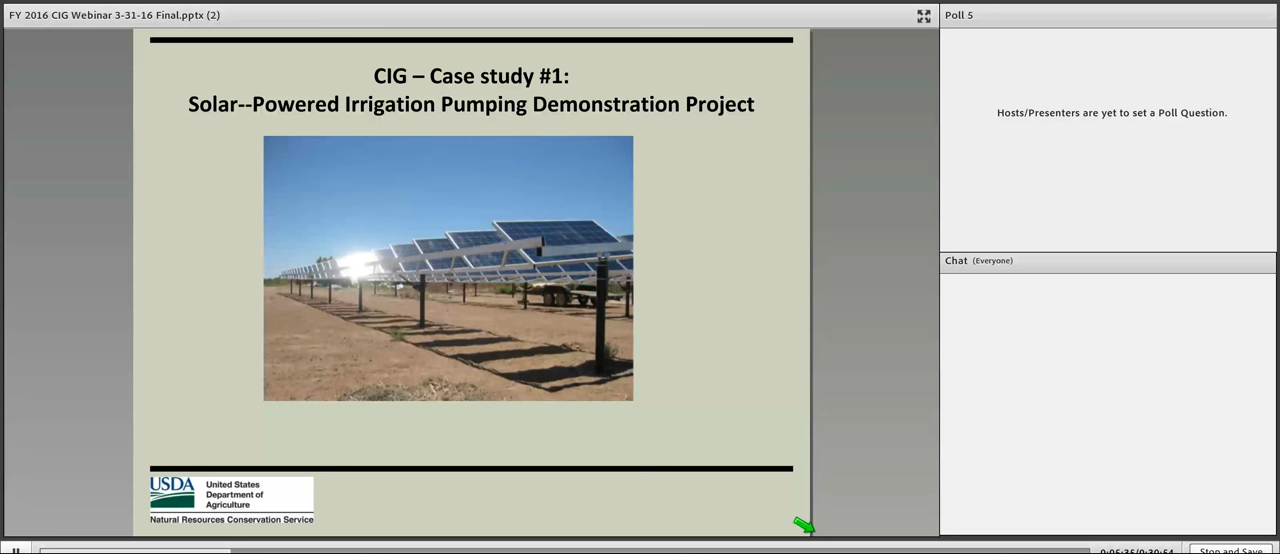 FY 2016 CIG Webinar 3-31-16 Final.pptx (2)
Poll 5
Hosts/Presenters are yet to set a Poll Question.
CIG – Case study #1:
Solar--Powered Irrigation Pumping Demonstration Project
Chat (Everyone)
USDA
United States
Department of
Agriculture
Natural Resources Conservation Service
Stop and Save